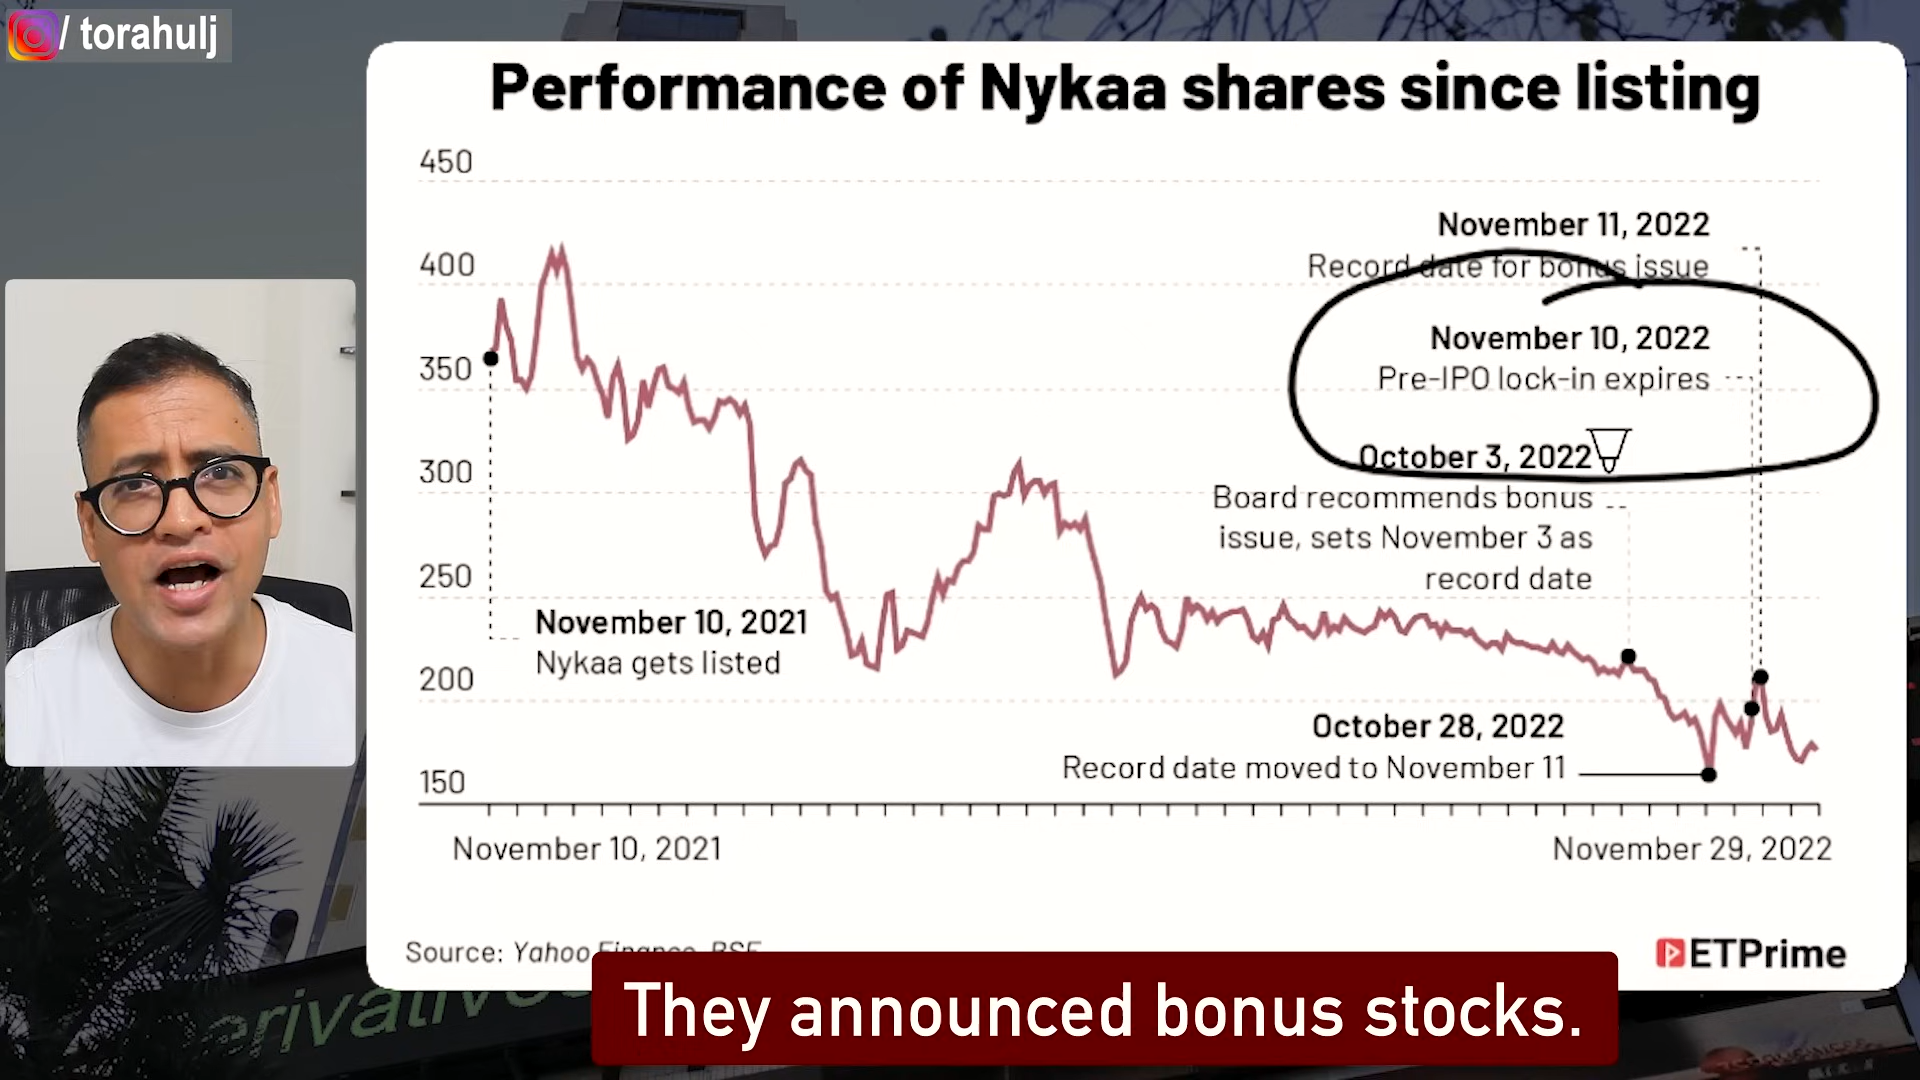 / torahulj
Performance of Nykaa shares since listing
450
400
350
300
250
200
150
November 11, 2022
Record date for bonus issue
November 10, 2022
Pre-IPO lock-in expires
October 3, 2022
Board recommends bonus
issue, sets November 3 as
record date
November 10, 2021
Nykaa gets listed
October 28, 2022
Record date moved to November 11
November 10, 2021
November 29, 2022
Source: Yahoo Finance, BSE
ETPrime
They announced bonus stocks.